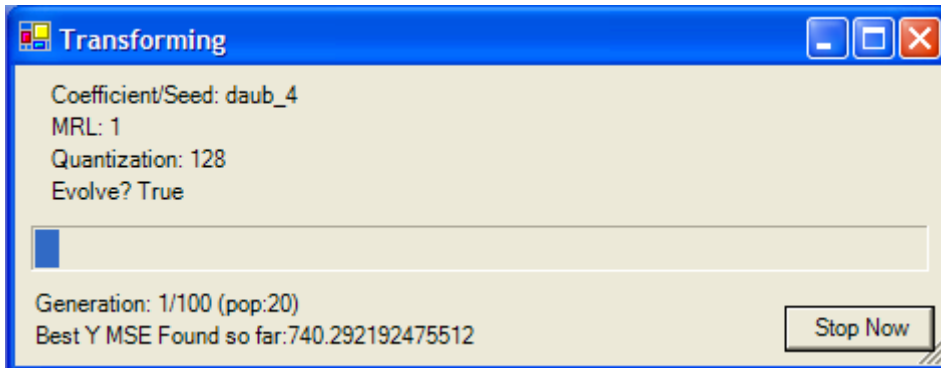 Transforming
Coefficient/Seed: daub_4
MRL: 1
Quantization: 128
Evolve? True
Generation: 1/100 (pop:20)
Best Y MSE Found so far:740.292192475512
Stop Now